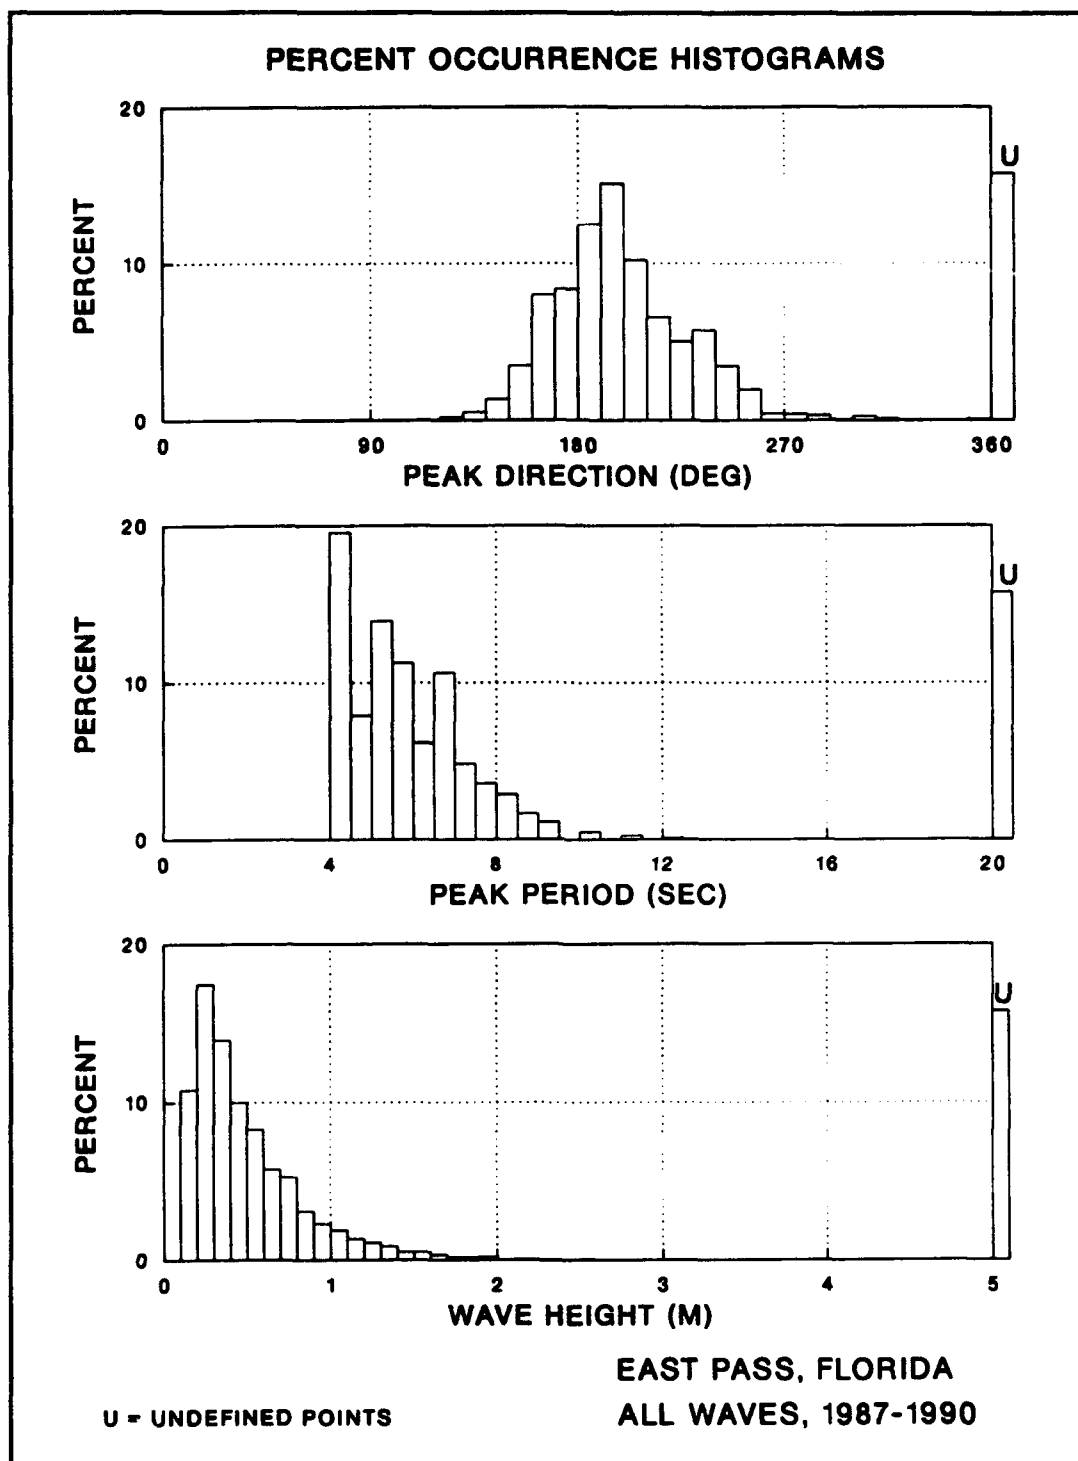 PERCENT OCCURRENCE HISTOGRAMS
20
10
0
PERCENT
U
0 90 180 270 360
PEAK DIRECTION (DEG)
20
10
0
PERCENT
U
0 4 8 12 16 20
PEAK PERIOD (SEC)
20
10
0
PERCENT
U
0 1 2 3 4 5
WAVE HEIGHT (M)
EAST PASS, FLORIDA
U = UNDEFINED POINTS
ALL WAVES, 1987-1990